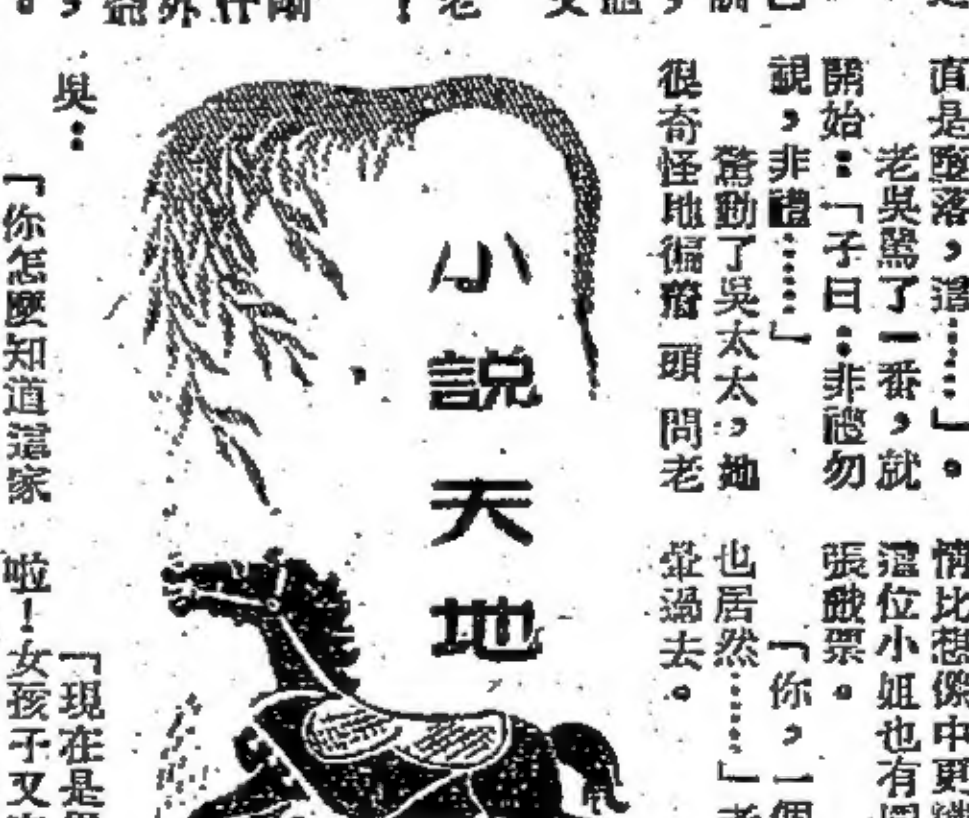 直是墮落，這……」。
老吳罵了一番，就
開始：「子曰：非禮勿
視，非禮……」
驚動了吳太太，她
很奇怪地偏着頭問老
小說天地
吳：
「你怎麼知道這家
情比想像中更糟
這位小姐也有
張戲票。
「你，一個
也居然……」老
暈過去。
「現在是
啦！女孩子又